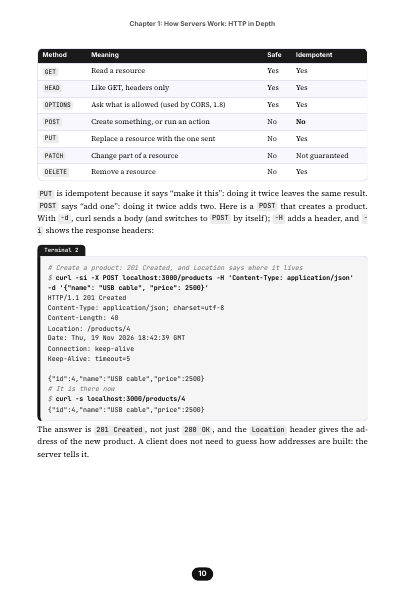 Chapter 1: How Servers Work: HTTP in Depth
Method Meaning Safe Idempotent
GET Read a resource Yes Yes
HEAD Like GET, headers only Yes Yes
OPTIONS Ask what is allowed (used by CORS, 1.8) Yes Yes
POST Create something, or run an action No No
PUT Replace a resource with the one sent No Yes
PATCH Change part of a resource No Not guaranteed
DELETE Remove a resource No Yes
PUT is idempotent because it says “make it this”: doing it twice leaves the same result.
POST says “add one”: doing it twice adds two. Here is a POST that creates a product.
With -d, curl sends a body (and switches to POST by itself); -H adds a header, and -
i shows the response headers:
Terminal 2
# Create a product: 201 Created, and Location says where it lives
$ curl -si -X POST localhost:3000/products -H 'Content-Type: application/json'
-d '{"name": "USB cable", "price": 2500}'
HTTP/1.1 201 Created
Content-Type: application/json; charset=utf-8
Content-Length: 40
Location: /products/4
Date: Thu, 19 Nov 2026 18:42:39 GMT
Connection: keep-alive
Keep-Alive: timeout=5
{"id":4,"name":"USB cable","price":2500}
# It is there now
$ curl -s localhost:3000/products/4
{"id":4,"name":"USB cable","price":2500}
The answer is 201 Created, not just 200 OK, and the Location header gives the ad-
dress of the new product. A client does not need to guess how addresses are built: the
server tells it.
10